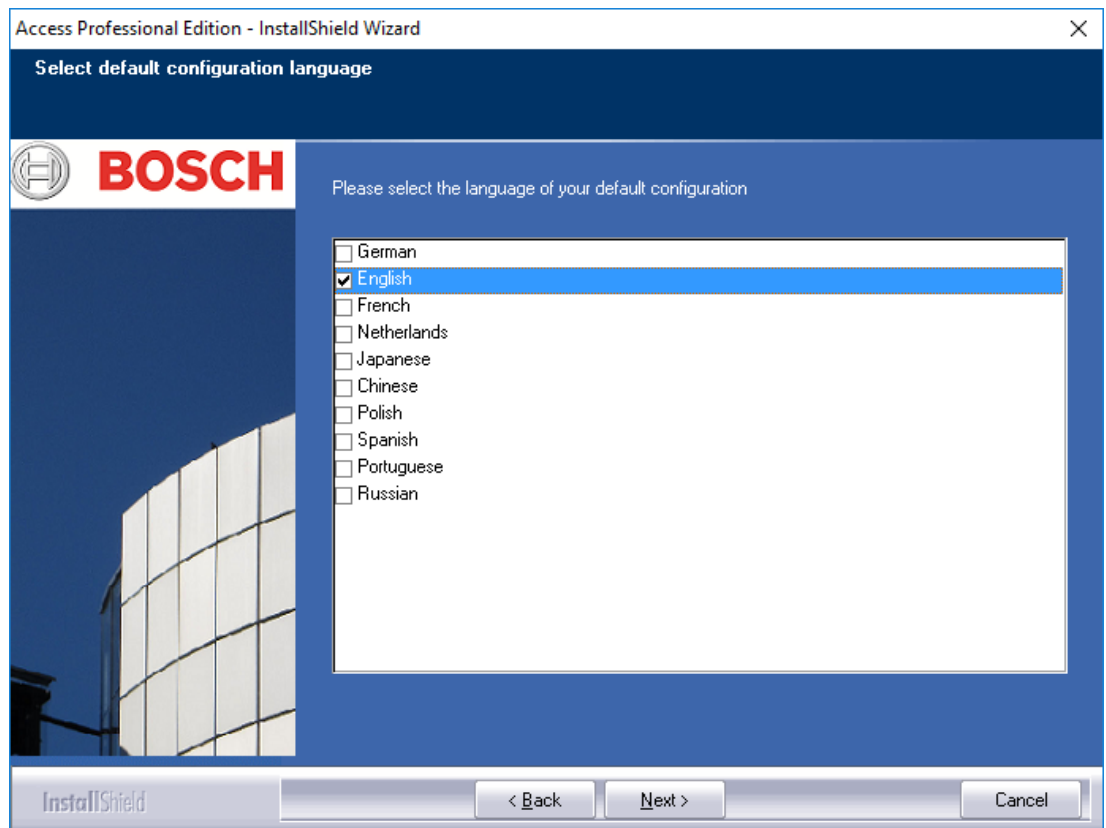 Access Professional Edition - InstallShield Wizard
Select default configuration language
BOSCH
Please select the language of your default configuration
German
English
French
Netherlands
Japanese
Chinese
Polish
Spanish
Portuguese
Russian
InstallShield
< Back
Next >
Cancel